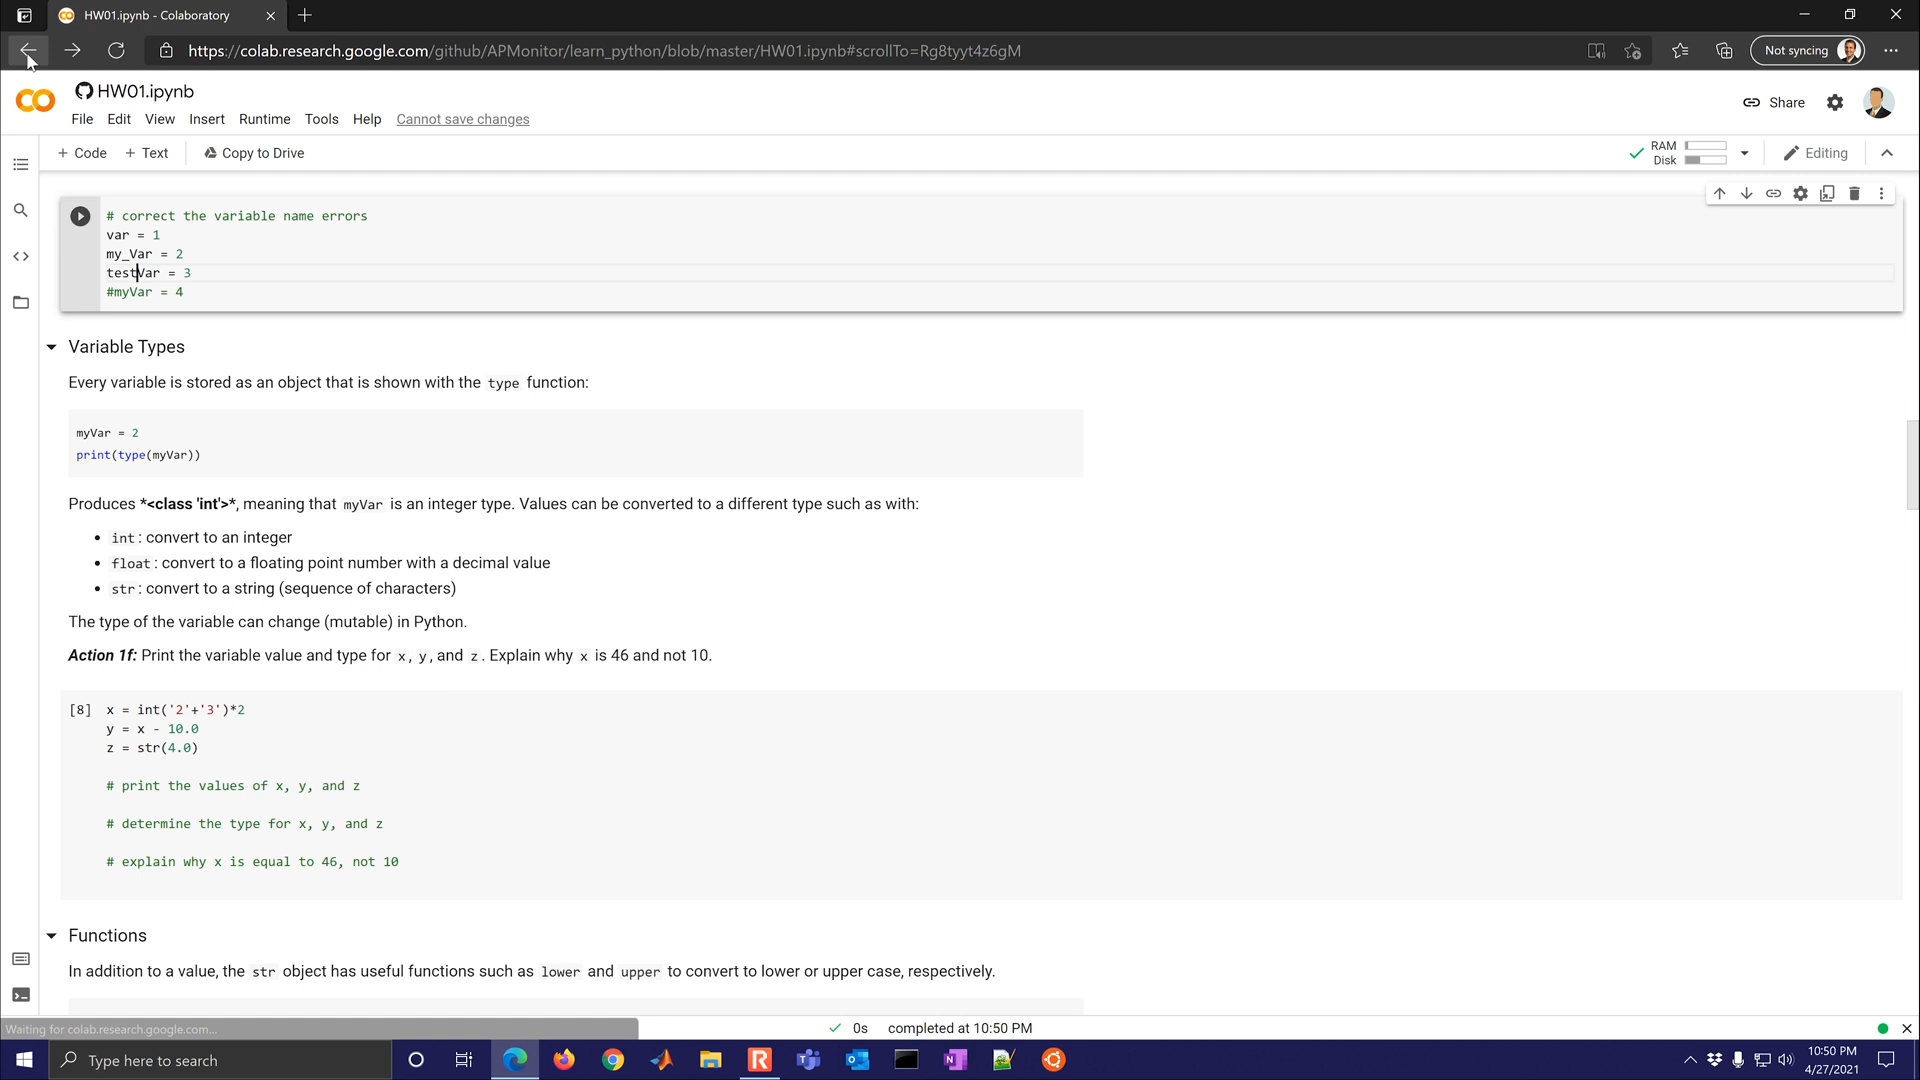 HW01.ipynb - Colaboratory
https://colab.research.google.com/github/APMonitor/learn_python/blob/master/HW01.ipynb#scrollTo=Rg8tyyt4z6gM
Not syncing
HW01.ipynb
Share
File Edit View Insert Runtime Tools Help Cannot save changes
+ Code + Text Copy to Drive
RAM
Disk
Editing
# correct the variable name errors
var = 1
my_Var = 2
testVar = 3
#myVar = 4
Variable Types
Every variable is stored as an object that is shown with the type function:
myVar = 2
print(type(myVar))
Produces *<class 'int'>*, meaning that myVar is an integer type. Values can be converted to a different type such as with:
• int: convert to an integer
• float: convert to a floating point number with a decimal value
• str: convert to a string (sequence of characters)
The type of the variable can change (mutable) in Python.
Action 1f: Print the variable value and type for x, y, and z. Explain why x is 46 and not 10.
[8] x = int('2'+'3')*2
y = x - 10.0
z = str(4.0)
# print the values of x, y, and z
# determine the type for x, y, and z
# explain why x is equal to 46, not 10
Functions
In addition to a value, the str object has useful functions such as lower and upper to convert to lower or upper case, respectively.
Waiting for colab.research.google.com...
0s completed at 10:50 PM
Type here to search
10:50 PM
4/27/2021